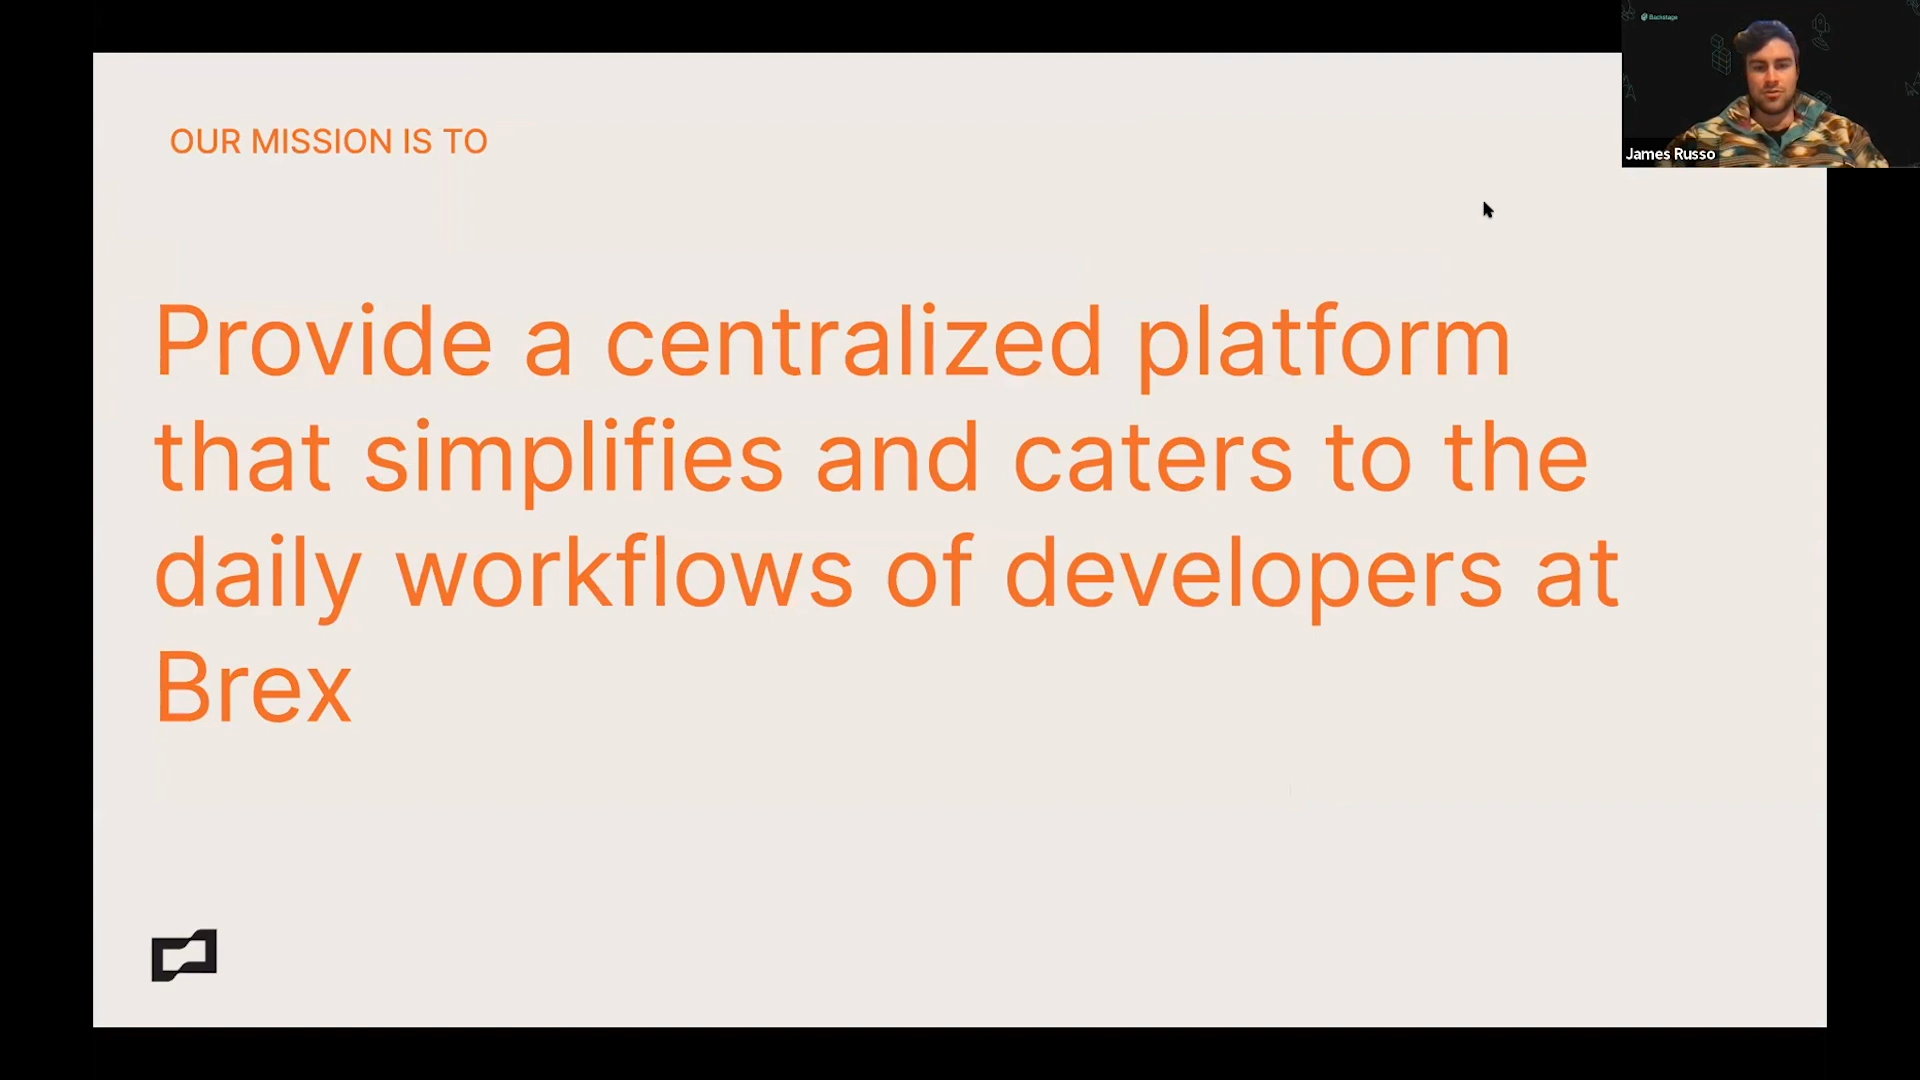 Backstage
James Russo
OUR MISSION IS TO
Provide a centralized platform
that simplifies and caters to the
daily workflows of developers at
Brex